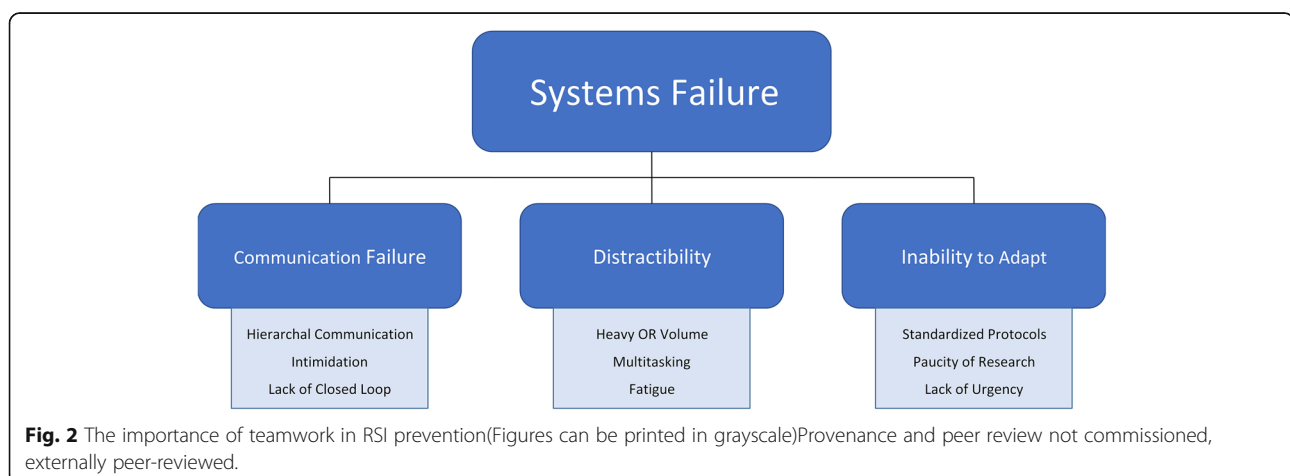 Systems Failure
Communication Failure
Distractibility
Inability to Adapt
Hierarchal Communication
Intimidation
Lack of Closed Loop
Heavy OR Volume
Multitasking
Fatigue
Standardized Protocols
Paucity of Research
Lack of Urgency
Fig. 2 The importance of teamwork in RSI prevention(Figures can be printed in grayscale)Provenance and peer review not commissioned,
externally peer-reviewed.